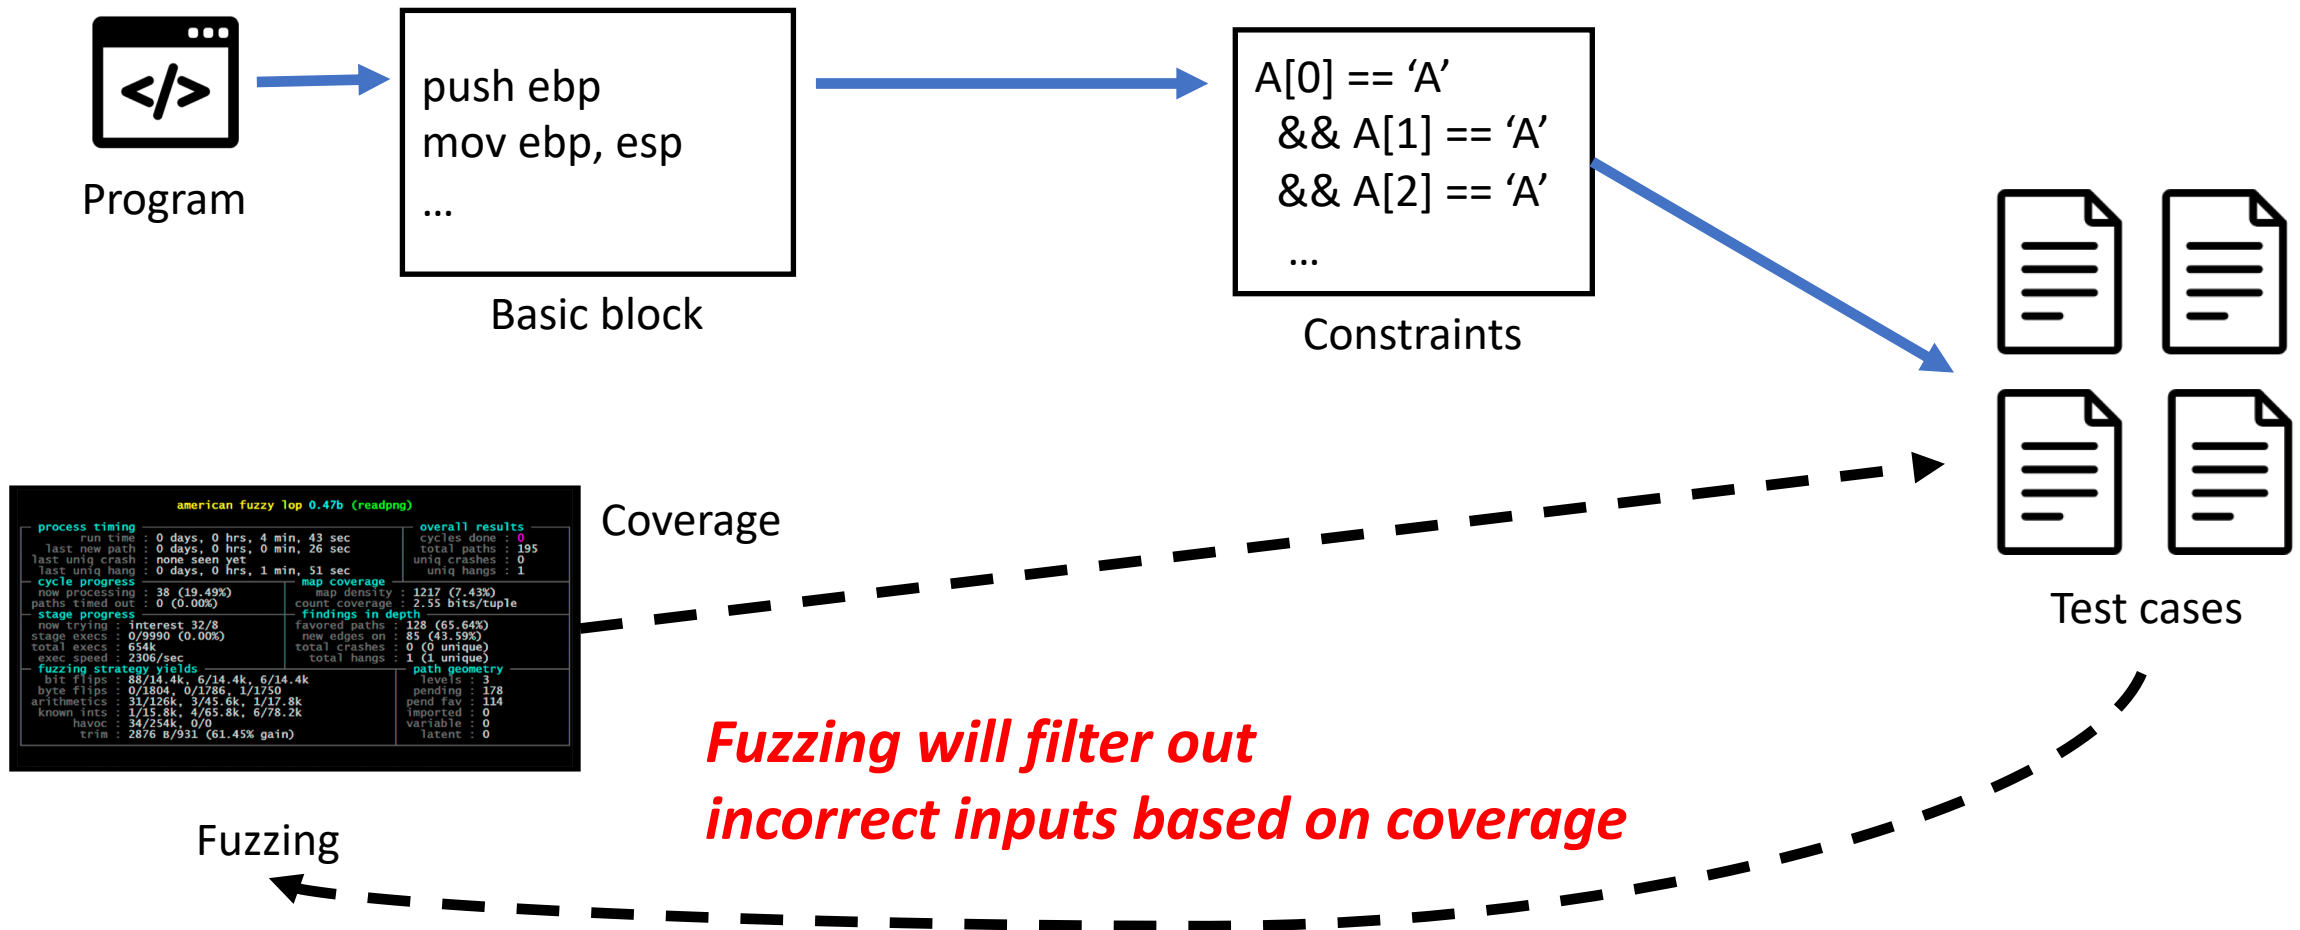 </>
push ebp
mov ebp, esp
...
A[0] == ‘A’
&& A[1] == ‘A’
&& A[2] == ‘A’
...
Program
Basic block
Constraints
Test cases
Coverage
american fuzzy lop 0.47b (readpng)
process timing
run time : 0 days, 0 hrs, 4 min, 43 sec
last new path : 0 days, 0 hrs, 0 min, 26 sec
last uniq crash : none seen yet
last uniq hang : 0 days, 0 hrs, 1 min, 51 sec
overall results
cycles done : 0
total paths : 195
uniq crashes : 0
uniq hangs : 1
cycle progress
now processing : 38 (19.49%)
paths timed out : 0 (0.00%)
map coverage
map density : 1217 (7.43%)
count coverage : 2.55 bits/tuple
stage progress
now trying : interest 32/8
stage execs : 0/9990 (0.00%)
total execs : 654k
exec speed : 2306/sec
findings in depth
favored paths : 128 (65.64%)
new edges on : 85 (43.59%)
total crashes : 0 (0 unique)
total hangs : 1 (1 unique)
fuzzing strategy yields
bit flips : 88/14.4k, 6/14.4k, 6/14.4k
byte flips : 0/1804, 0/1786, 1/1750
arithmetics : 31/126k, 3/45.6k, 1/17.8k
known ints : 1/15.8k, 4/65.8k, 6/78.2k
havoc : 34/254k, 0/0
trim : 2876 B/931 (61.45% gain)
path geometry
levels : 3
pending : 178
pend fav : 114
imported : 0
variable : 0
latent : 0
Fuzzing will filter out
incorrect inputs based on coverage
Fuzzing